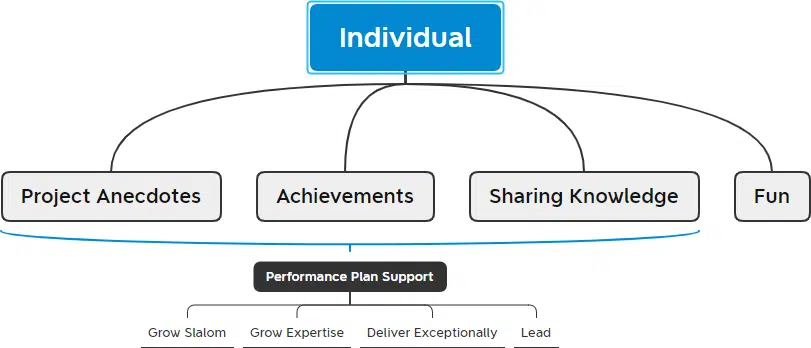 Individual
Project Anecdotes
Achievements
Sharing Knowledge
Fun
Performance Plan Support
Grow Slalom
Grow Expertise
Deliver Exceptionally
Lead